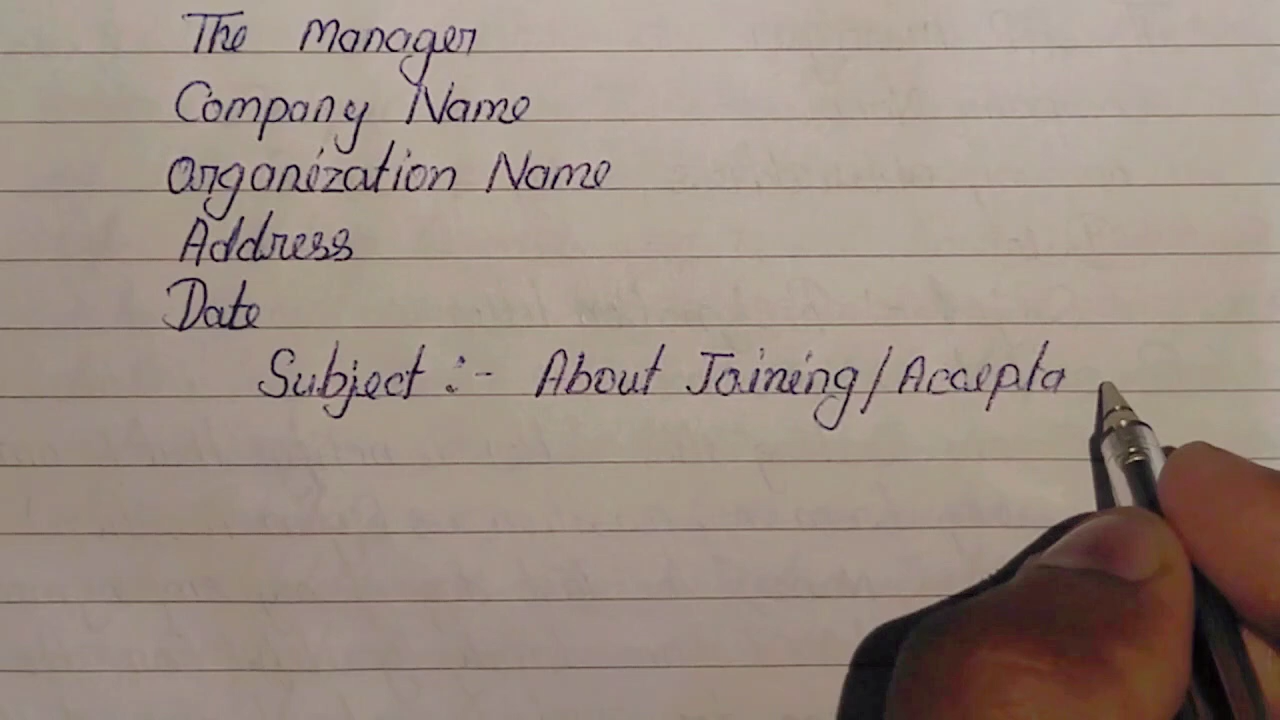 The Manager
Company Name
Organization Name
Address
Date
Subject :- About Joining/Accepta